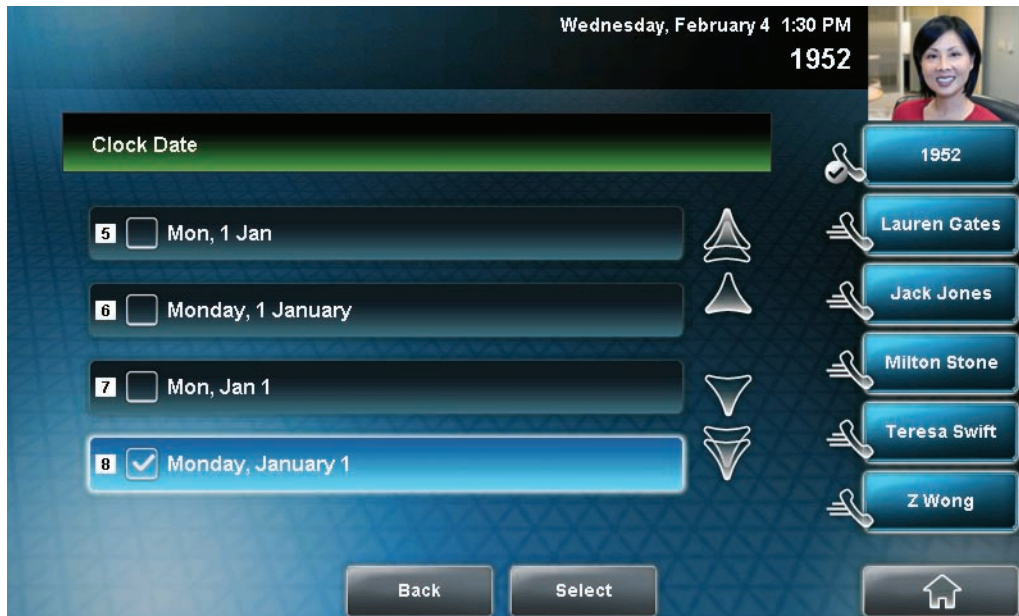 Wednesday, February 4 1:30 PM
1952
Clock Date
5 Mon, 1 Jan
6 Monday, 1 January
7 Mon, Jan 1
8 Monday, January 1
1952
Lauren Gates
Jack Jones
Milton Stone
Teresa Swift
Z Wong
Back
Select